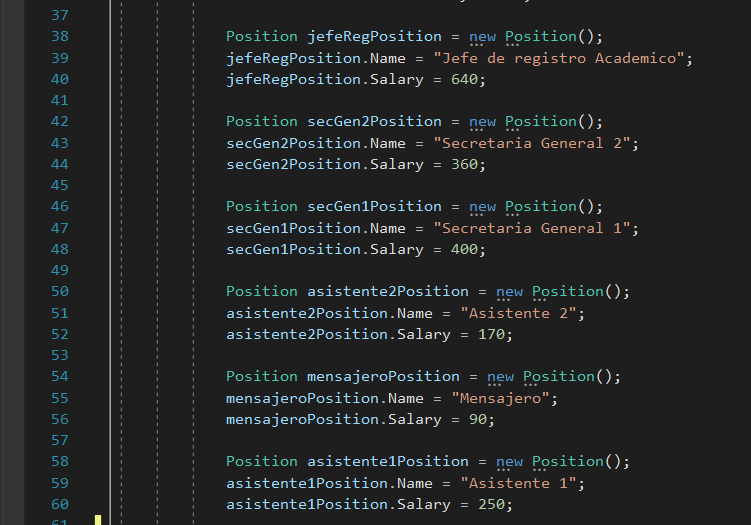 37
38 Position jefeRegPosition = new Position();
39 jefeRegPosition.Name = "Jefe de registro Academico";
40 jefeRegPosition.Salary = 640;
41
42 Position secGen2Position = new Position();
43 secGen2Position.Name = "Secretaria General 2";
44 secGen2Position.Salary = 360;
45
46 Position secGen1Position = new Position();
47 secGen1Position.Name = "Secretaria General 1";
48 secGen1Position.Salary = 400;
49
50 Position asistente2Position = new Position();
51 asistente2Position.Name = "Asistente 2";
52 asistente2Position.Salary = 170;
53
54 Position mensajeroPosition = new Position();
55 mensajeroPosition.Name = "Mensajero";
56 mensajeroPosition.Salary = 90;
57
58 Position asistente1Position = new Position();
59 asistente1Position.Name = "Asistente 1";
60 asistente1Position.Salary = 250;
61